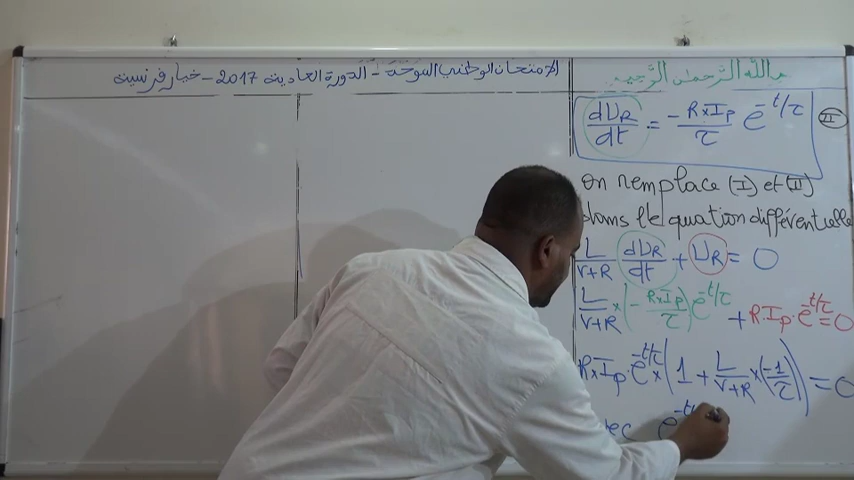 بسم الله الرحمان الرحيم
الامتحان الوطني الموحد - الدورة العادية 2017 - خيار فرنسية
dU_R/dt = -R×I_P/τ e^{-t/τ} (II)
on remplace (I) et (II)
dans l'equation différentielle
L/(r+R) dU_R/dt + U_R = 0
L/(r+R) × (-R×I_P/τ) e^{-t/τ} + R.I_P.e^{-t/τ} = 0
R×I_P.e^{-t/τ} × (1 + L/(r+R) × (-1/τ)) = 0